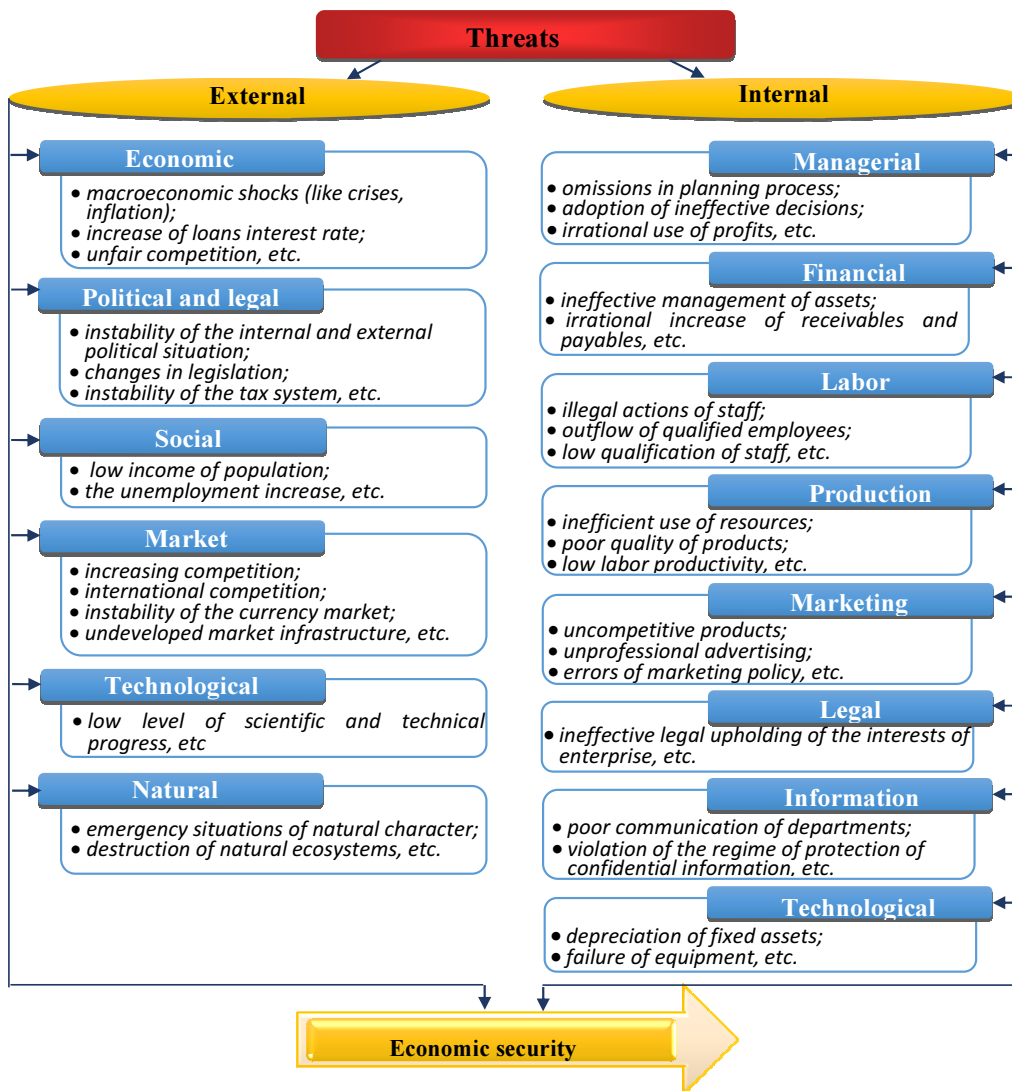 Threats
External
Economic
• macroeconomic shocks (like crises,
inflation);
• increase of loans interest rate;
• unfair competition, etc.
Political and legal
• instability of the internal and external
political situation;
• changes in legislation;
• instability of the tax system, etc.
Social
• low income of population;
• the unemployment increase, etc.
Market
• increasing competition;
• international competition;
• instability of the currency market;
• undeveloped market infrastructure, etc.
Technological
• low level of scientific and technical
progress, etc
Natural
• emergency situations of natural character;
• destruction of natural ecosystems, etc.
Internal
Managerial
• omissions in planning process;
• adoption of ineffective decisions;
• irrational use of profits, etc.
Financial
• ineffective management of assets;
• irrational increase of receivables and
payables, etc.
Labor
• illegal actions of staff;
• outflow of qualified employees;
• low qualification of staff, etc.
Production
• inefficient use of resources;
• poor quality of products;
• low labor productivity, etc.
Marketing
• uncompetitive products;
• unprofessional advertising;
• errors of marketing policy, etc.
Legal
• ineffective legal upholding of the interests of
enterprise, etc.
Information
• poor communication of departments;
• violation of the regime of protection of
confidential information, etc.
Technological
• depreciation of fixed assets;
• failure of equipment, etc.
Economic security